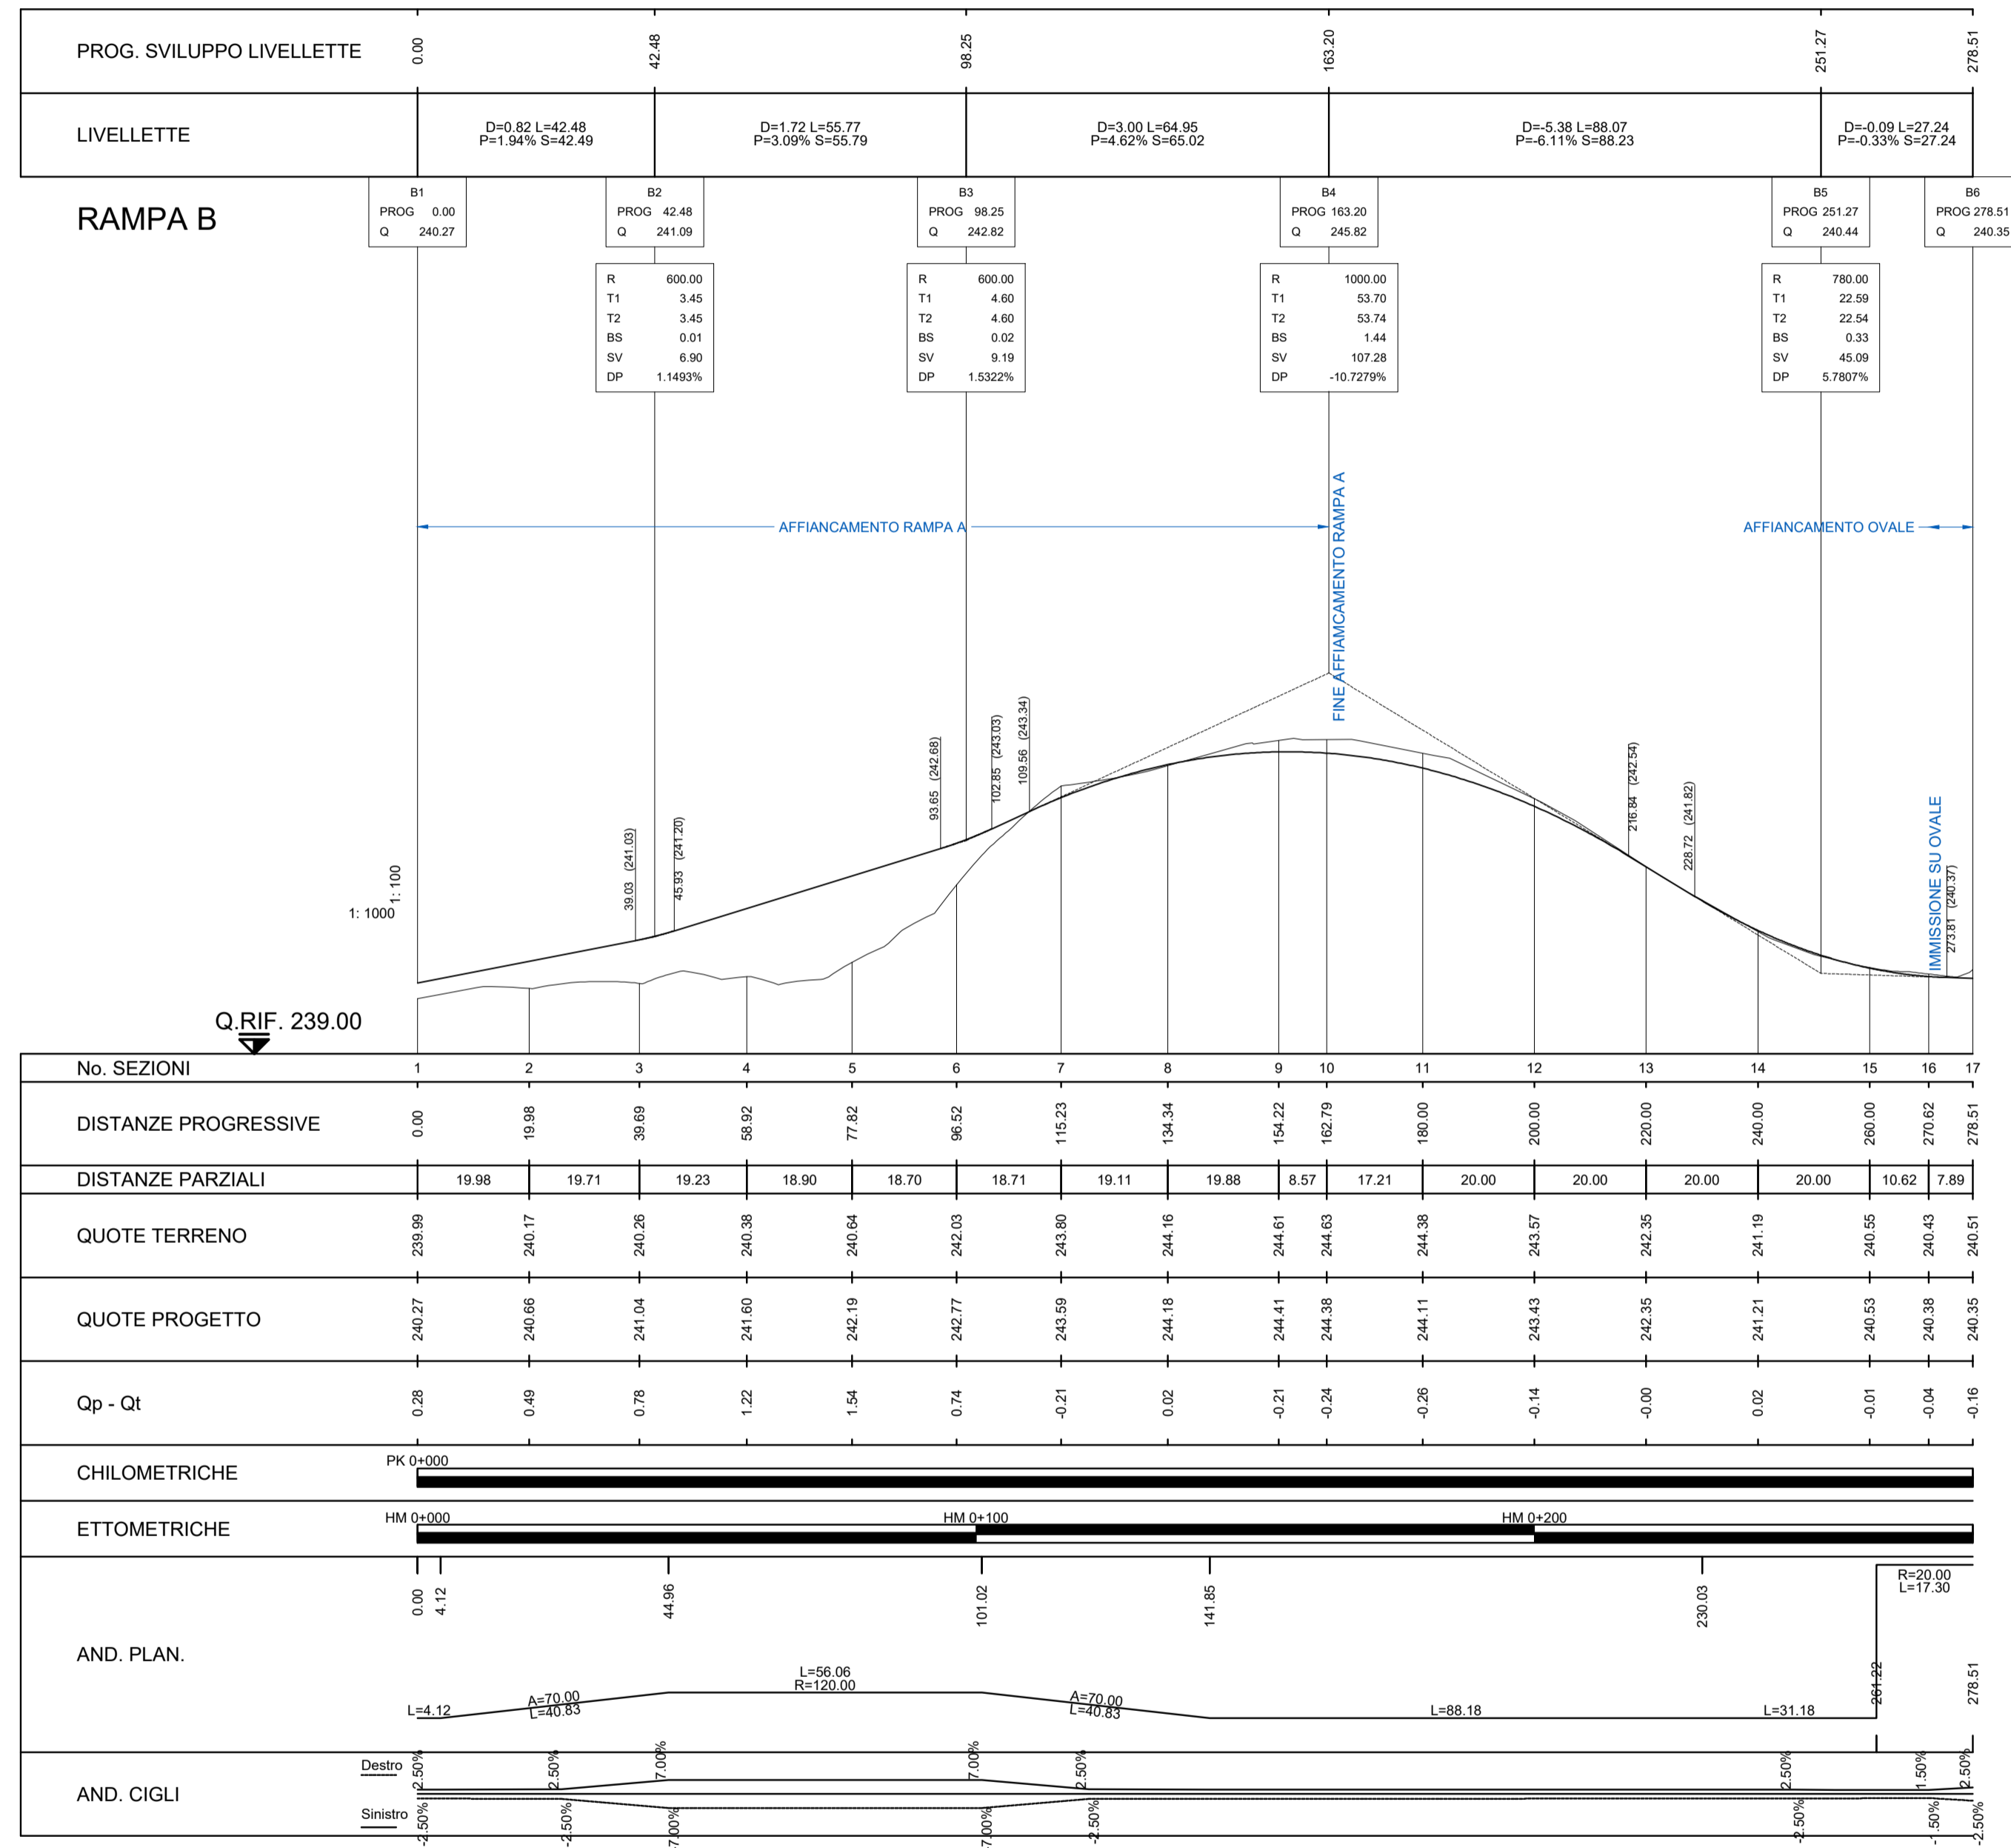 PROG. SVILUPPO LIVELLETTE 0.00 42.48 98.25 163.20 251.27 278.51
LIVELLETTE
D=0.82 L=42.48
P=1.94% S=42.49
D=1.72 L=55.77
P=3.09% S=55.79
D=3.00 L=64.95
P=4.62% S=65.02
D=-5.38 L=88.07
P=-6.11% S=88.23
D=-0.09 L=27.24
P=-0.33% S=27.24
RAMPA B
B1
PROG 0.00
Q 240.27
B2
PROG 42.48
Q 241.09
B3
PROG 98.25
Q 242.82
B4
PROG 163.20
Q 245.82
B5
PROG 251.27
Q 240.44
B6
PROG 278.51
Q 240.35
R 600.00
T1 3.45
T2 3.45
BS 0.01
SV 6.90
DP 1.1493%
R 600.00
T1 4.60
T2 4.60
BS 0.02
SV 9.19
DP 1.5322%
R 1000.00
T1 53.70
T2 53.74
BS 1.44
SV 107.28
DP -10.7279%
R 780.00
T1 22.59
T2 22.54
BS 0.33
SV 45.09
DP 5.7807%
AFFIANCAMENTO RAMPA A
FINE AFFIAMCAMENTO RAMPA A
AFFIANCAMENTO OVALE
IMMISSIONE SU OVALE
39.03 (241.03)
45.93 (241.20)
93.65 (242.68)
102.85 (243.03)
109.56 (243.34)
216.84 (242.54)
228.72 (241.82)
273.81 (240.37)
1: 100
1: 1000
Q.RIF. 239.00
No. SEZIONI 1 2 3 4 5 6 7 8 9 10 11 12 13 14 15 16 17
DISTANZE PROGRESSIVE 0.00 19.98 39.69 58.92 77.82 96.52 115.23 134.34 154.22 162.79 180.00 200.00 220.00 240.00 260.00 270.62 278.51
DISTANZE PARZIALI 19.98 19.71 19.23 18.90 18.70 18.71 19.11 19.88 8.57 17.21 20.00 20.00 20.00 20.00 10.62 7.89
QUOTE TERRENO 239.99 240.17 240.26 240.38 240.64 242.03 243.80 244.16 244.61 244.63 244.38 243.57 242.35 241.19 240.55 240.43 240.51
QUOTE PROGETTO 240.27 240.66 241.04 241.60 242.19 242.77 243.59 244.18 244.41 244.38 244.11 243.43 242.35 241.21 240.53 240.38 240.35
Qp - Qt 0.28 0.49 0.78 1.22 1.54 0.74 -0.21 0.02 -0.21 -0.24 -0.26 -0.14 -0.00 0.02 -0.01 -0.04 -0.16
CHILOMETRICHE PK 0+000
ETTOMETRICHE HM 0+000 HM 0+100 HM 0+200
AND. PLAN.
0.00 4.12 44.96 101.02 141.85 230.03 261.22 278.51
L=4.12
A=70.00
L=40.83
L=56.06
R=120.00
A=70.00
L=40.83
L=88.18
L=31.18
R=20.00
L=17.30
AND. CIGLI
Destro 2.50% 2.50% 7.00% 7.00% 2.50% 2.50% 1.50% 2.50%
Sinistro -2.50% -2.50% -7.00% -7.00% -2.50% -2.50% -1.50% -2.50%